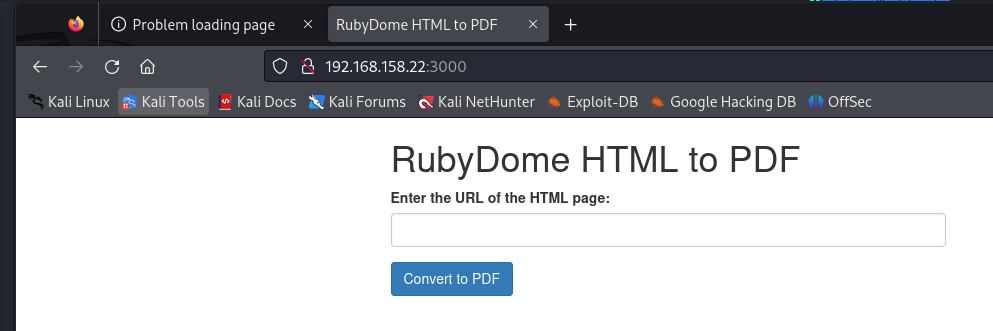 Problem loading page
RubyDome HTML to PDF
192.168.158.22:3000
Kali Linux Kali Tools Kali Docs Kali Forums Kali NetHunter Exploit-DB Google Hacking DB OffSec
RubyDome HTML to PDF
Enter the URL of the HTML page:
Convert to PDF